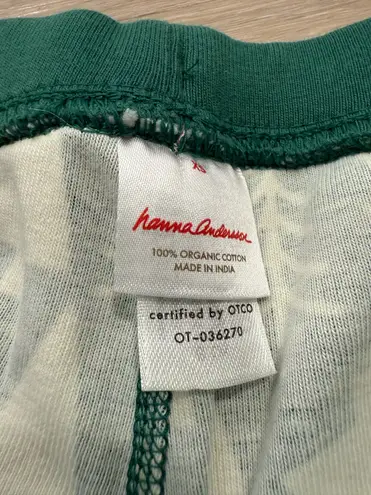 XS
hanna andersson
100% ORGANIC COTTON
MADE IN INDIA
certified by OTCO
OT-036270